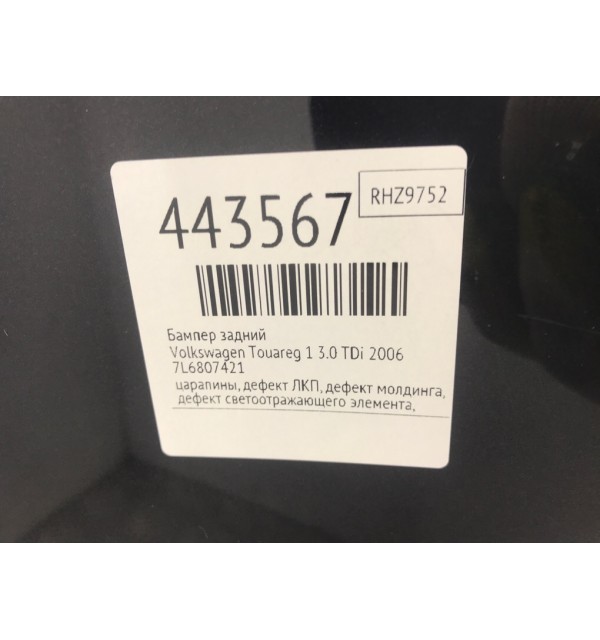 443567
RHZ9752
Бампер задний
Volkswagen Touareg 1 3.0 TDi 2006
7L6807421
царапины, дефект ЛКП, дефект молдинга,
дефект светоотражающего элемента,